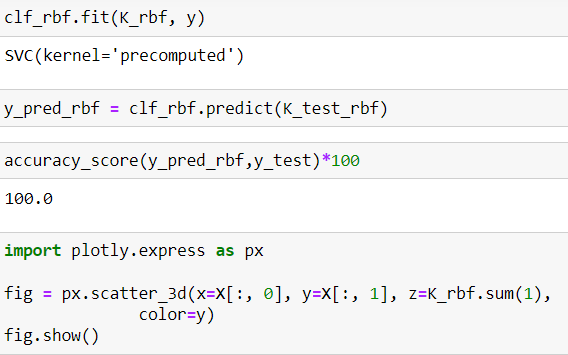 clf_rbf.fit(K_rbf, y)
SVC(kernel='precomputed')
y_pred_rbf = clf_rbf.predict(K_test_rbf)
accuracy_score(y_pred_rbf,y_test)*100
100.0
import plotly.express as px
fig = px.scatter_3d(x=X[:, 0], y=X[:, 1], z=K_rbf.sum(1),
color=y)
fig.show()